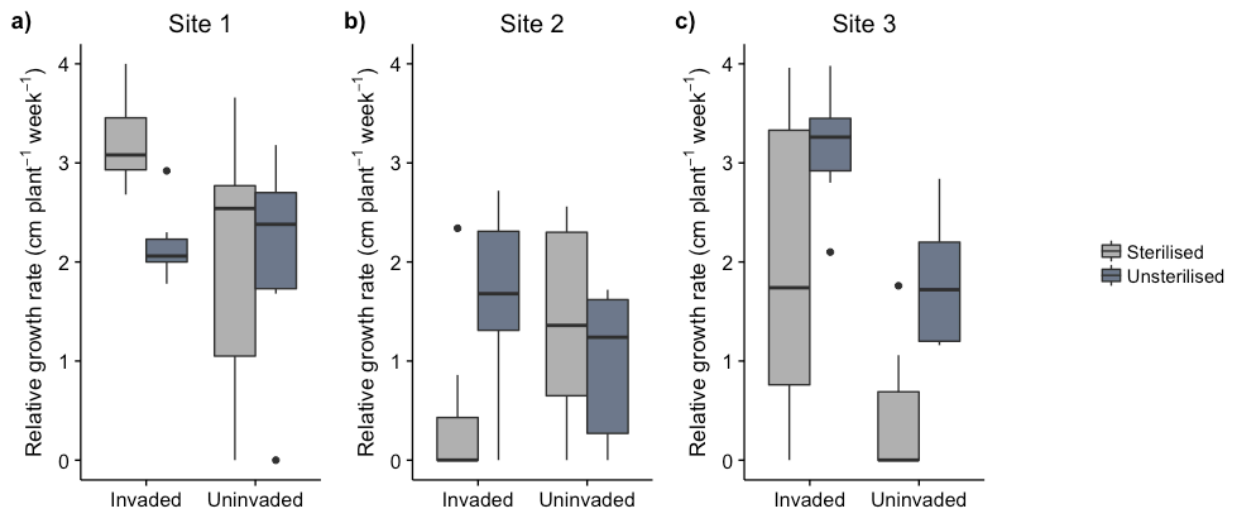 a)
Site 1
Relative growth rate (cm plant⁻¹ week⁻¹)
4
3
2
1
0
Invaded
Uninvaded
b)
Site 2
Relative growth rate (cm plant⁻¹ week⁻¹)
4
3
2
1
0
Invaded
Uninvaded
c)
Site 3
Relative growth rate (cm plant⁻¹ week⁻¹)
4
3
2
1
0
Invaded
Uninvaded
Sterilised
Unsterilised